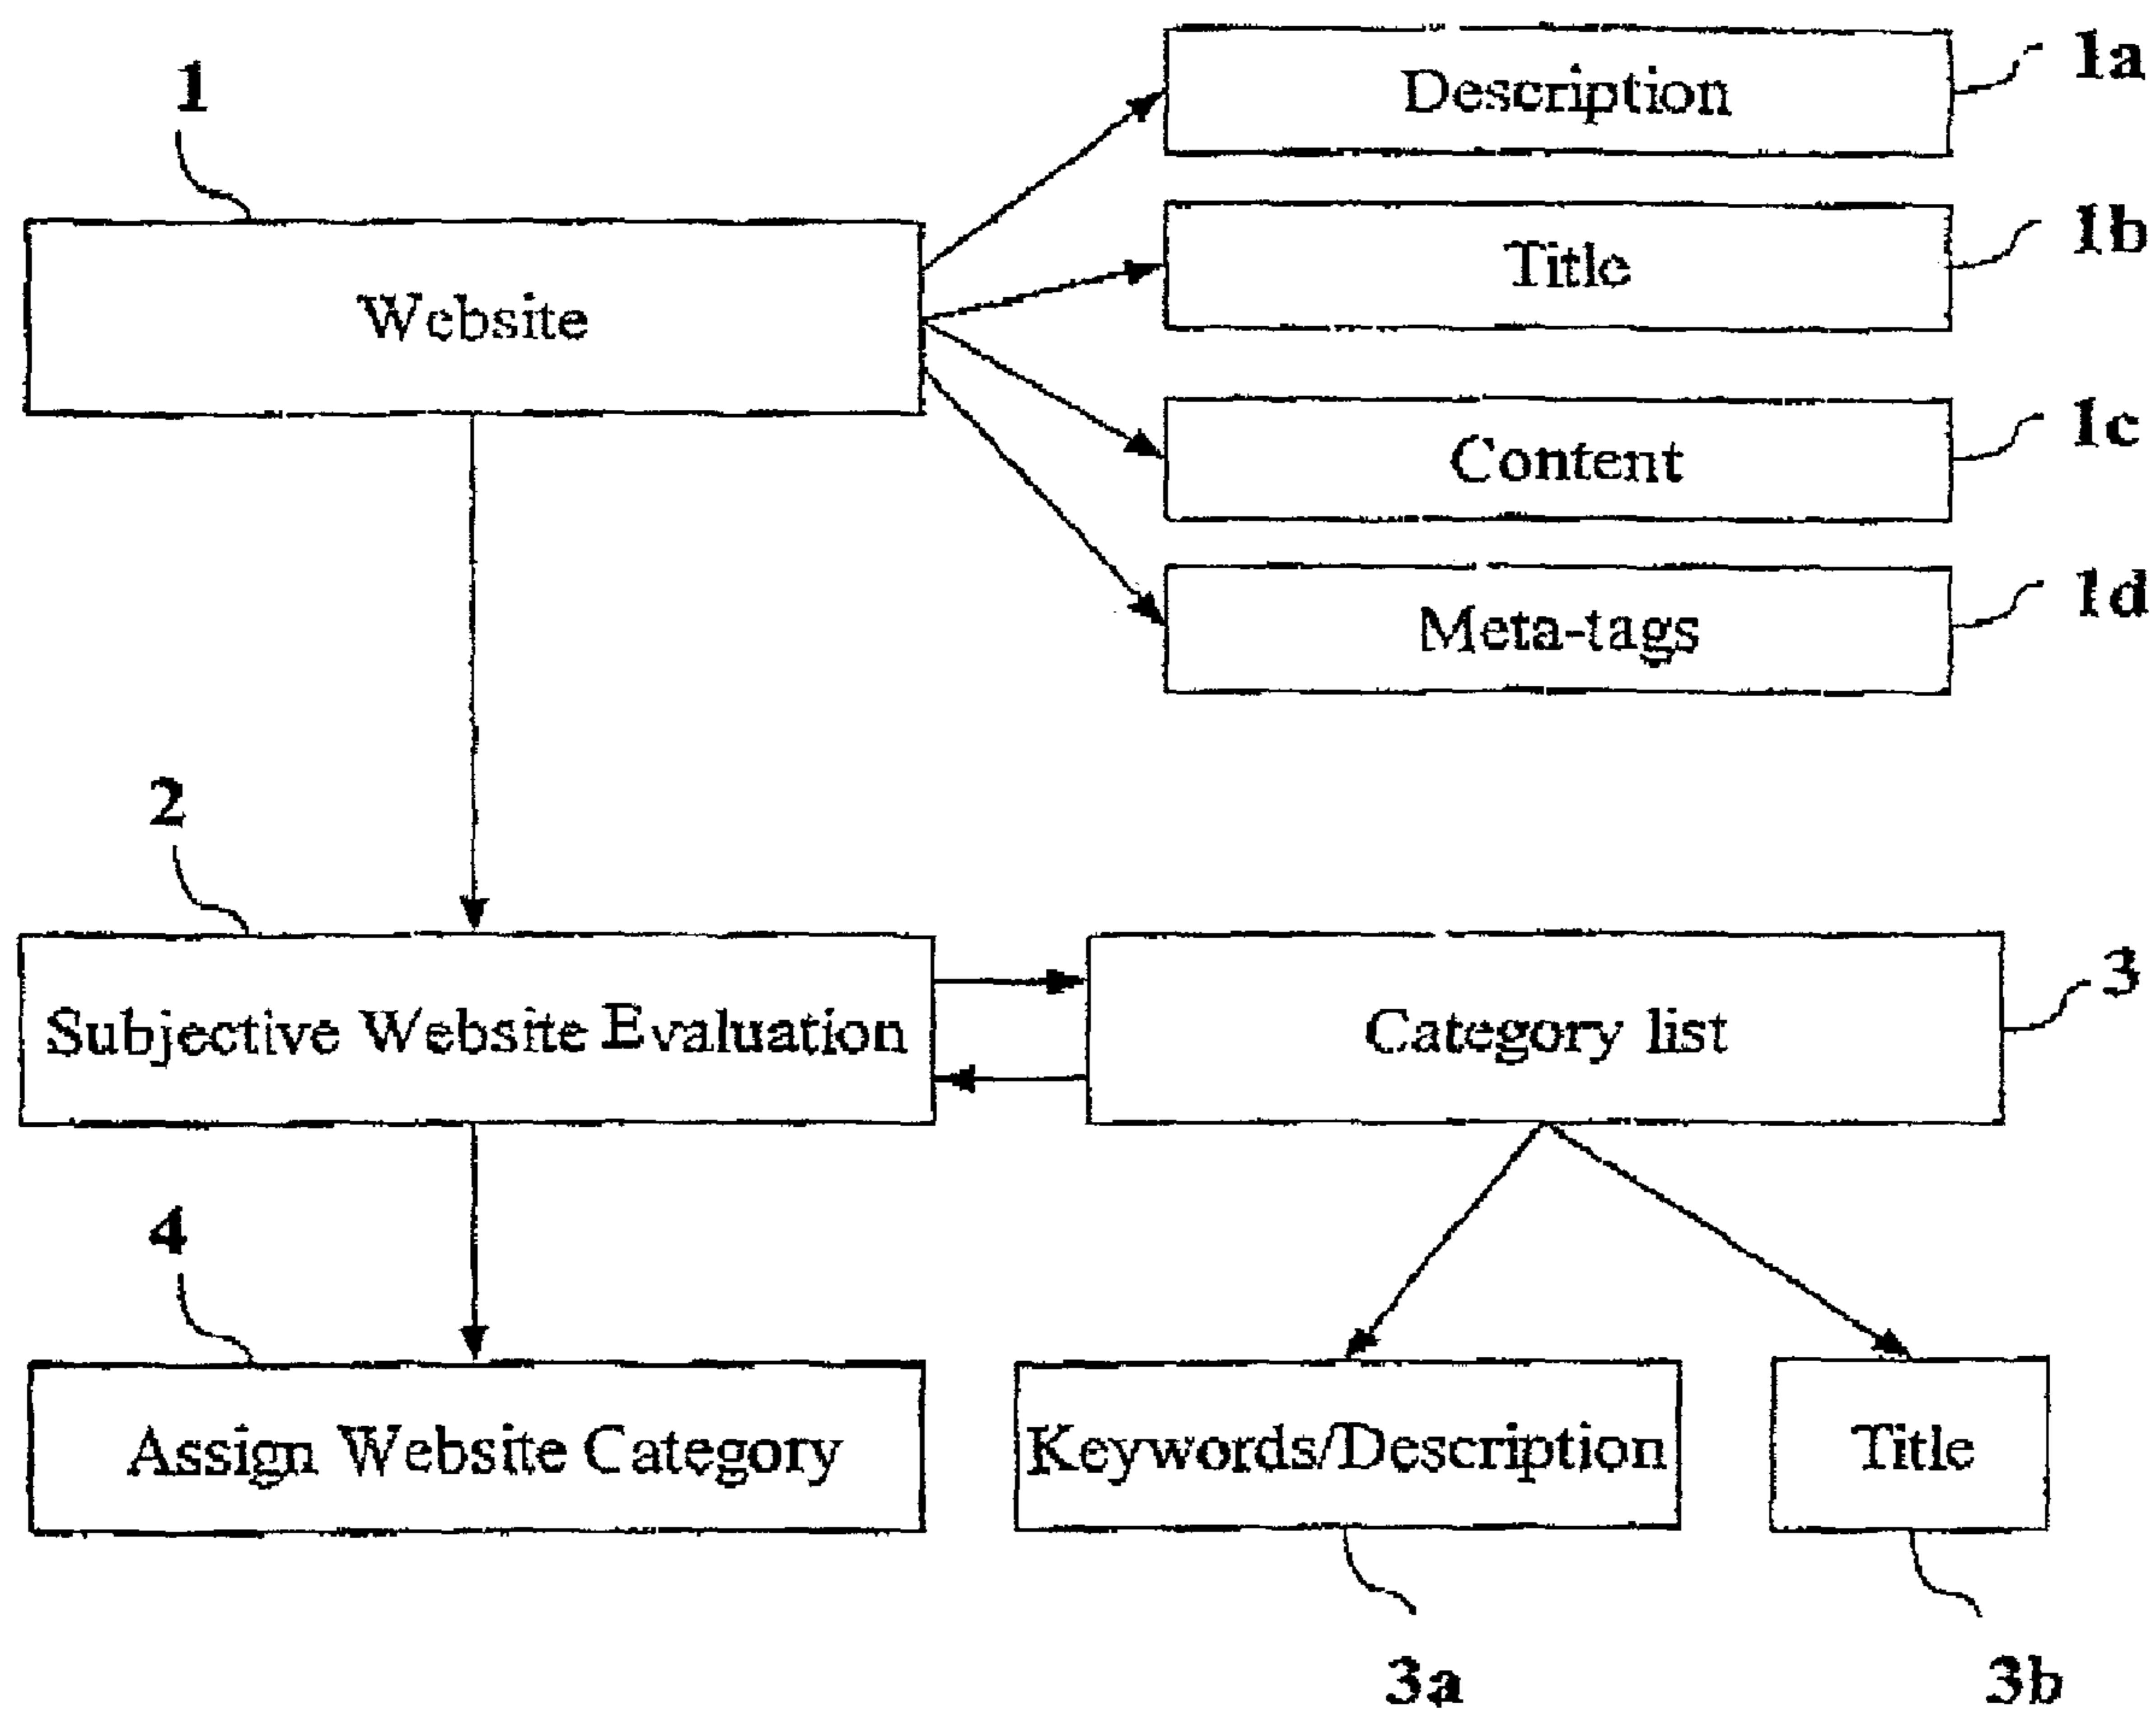 1
Website
Description
1a
Title
1b
Content
1c
Meta-tags
1d
2
Subjective Website Evaluation
Category list
3
4
Assign Website Category
Keywords/Description
Title
3a
3b